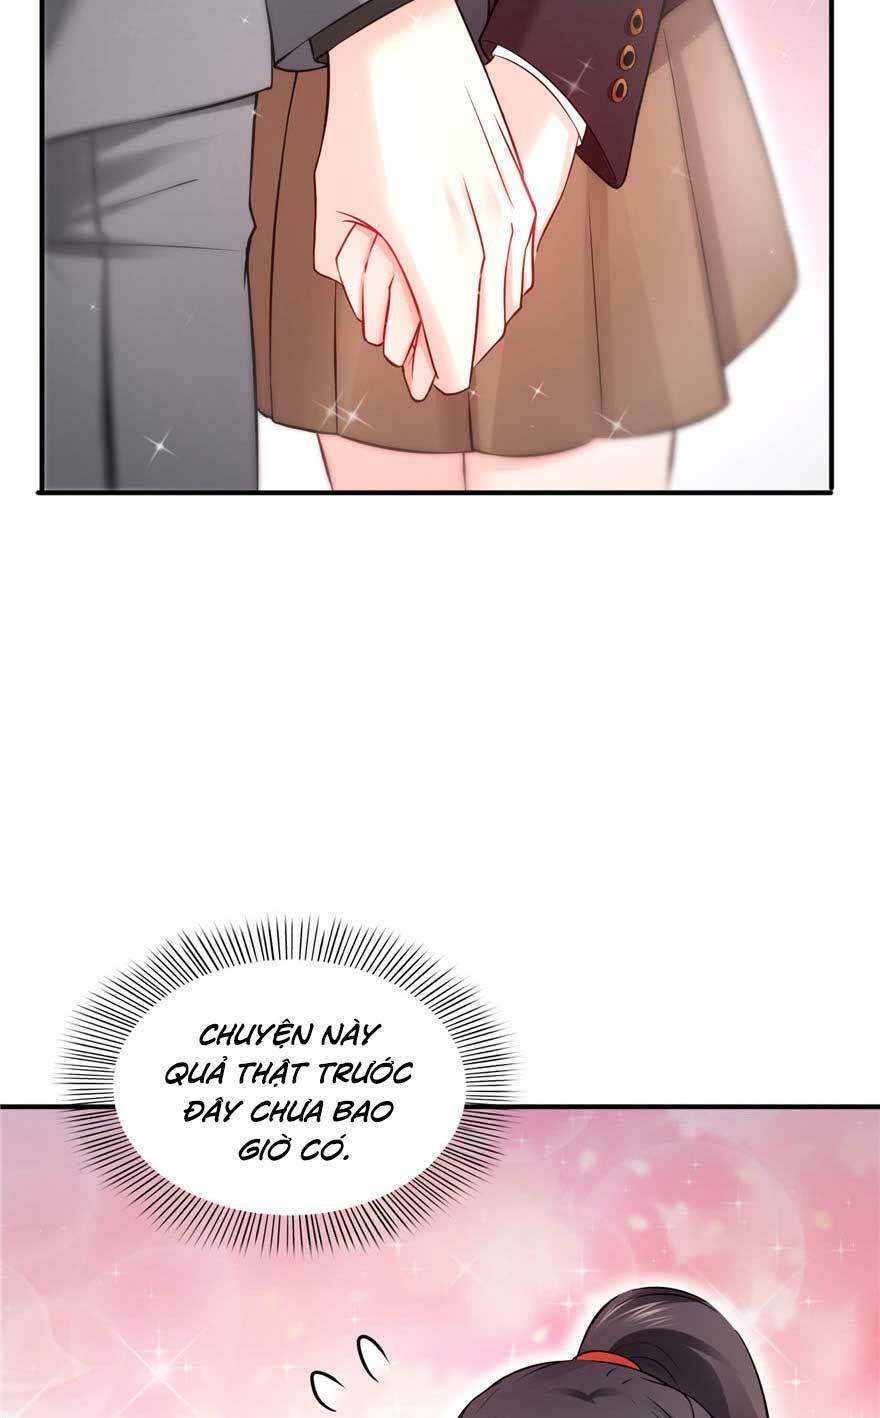 CHUYỆN NÀY
QUẢ THẬT TRƯỚC
ĐÂY CHƯA BAO
GIỜ CÓ.